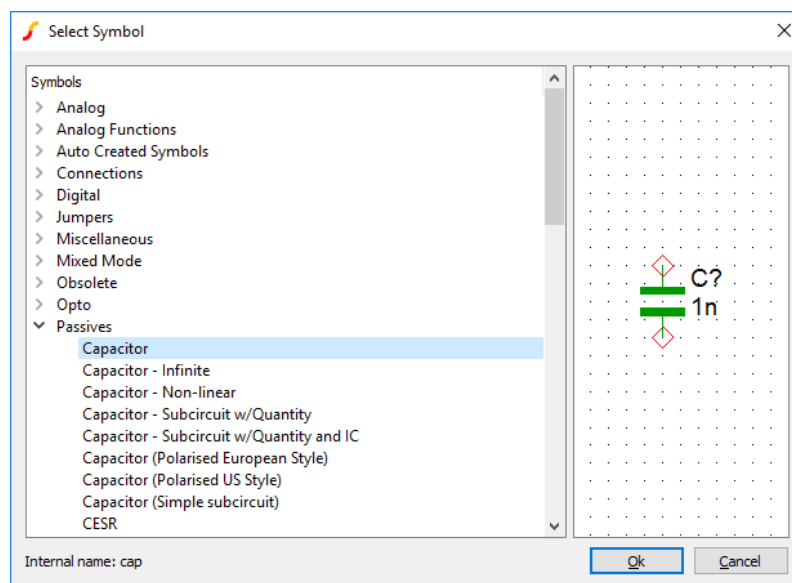 Select Symbol
Symbols
Analog
Analog Functions
Auto Created Symbols
Connections
Digital
Jumpers
Miscellaneous
Mixed Mode
Obsolete
Opto
Passives
Capacitor
Capacitor - Infinite
Capacitor - Non-linear
Capacitor - Subcircuit w/Quantity
Capacitor - Subcircuit w/Quantity and IC
Capacitor (Polarised European Style)
Capacitor (Polarised US Style)
Capacitor (Simple subcircuit)
CESR
C?
1n
Internal name: cap
Ok
Cancel